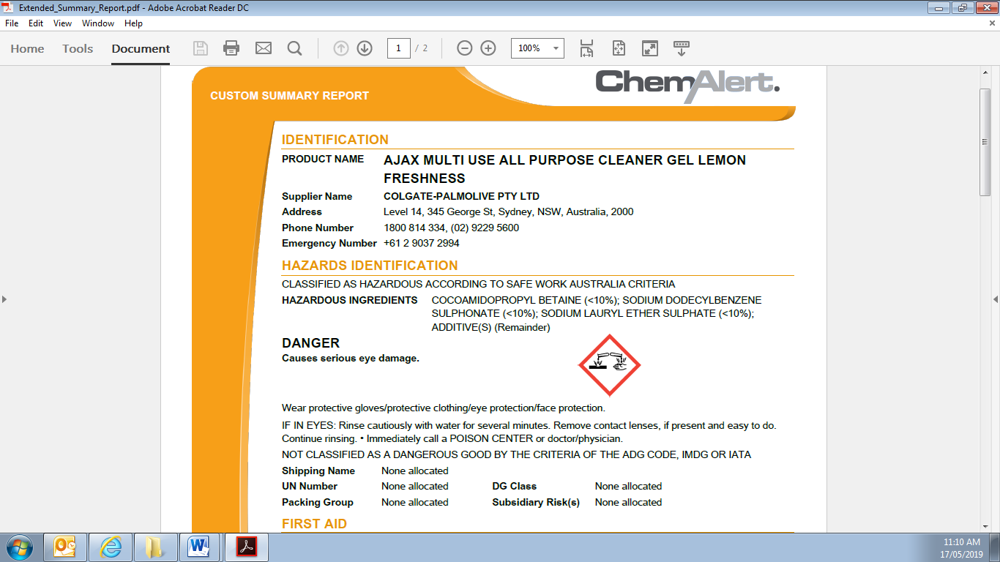 Extended_Summary_Report.pdf - Adobe Acrobat Reader DC
File Edit View Window Help
Home Tools Document 1 / 2 100%
CUSTOM SUMMARY REPORT
ChemAlert.
IDENTIFICATION
PRODUCT NAME AJAX MULTI USE ALL PURPOSE CLEANER GEL LEMON
FRESHNESS
Supplier Name COLGATE-PALMOLIVE PTY LTD
Address Level 14, 345 George St, Sydney, NSW, Australia, 2000
Phone Number 1800 814 334, (02) 9229 5600
Emergency Number +61 2 9037 2994
HAZARDS IDENTIFICATION
CLASSIFIED AS HAZARDOUS ACCORDING TO SAFE WORK AUSTRALIA CRITERIA
HAZARDOUS INGREDIENTS COCOAMIDOPROPYL BETAINE (<10%); SODIUM DODECYLBENZENE
SULPHONATE (<10%); SODIUM LAURYL ETHER SULPHATE (<10%);
ADDITIVE(S) (Remainder)
DANGER
Causes serious eye damage.
Wear protective gloves/protective clothing/eye protection/face protection.
IF IN EYES: Rinse cautiously with water for several minutes. Remove contact lenses, if present and easy to do.
Continue rinsing. • Immediately call a POISON CENTER or doctor/physician.
NOT CLASSIFIED AS A DANGEROUS GOOD BY THE CRITERIA OF THE ADG CODE, IMDG OR IATA
Shipping Name None allocated
UN Number None allocated DG Class None allocated
Packing Group None allocated Subsidiary Risk(s) None allocated
FIRST AID
11:10 AM
17/05/2019